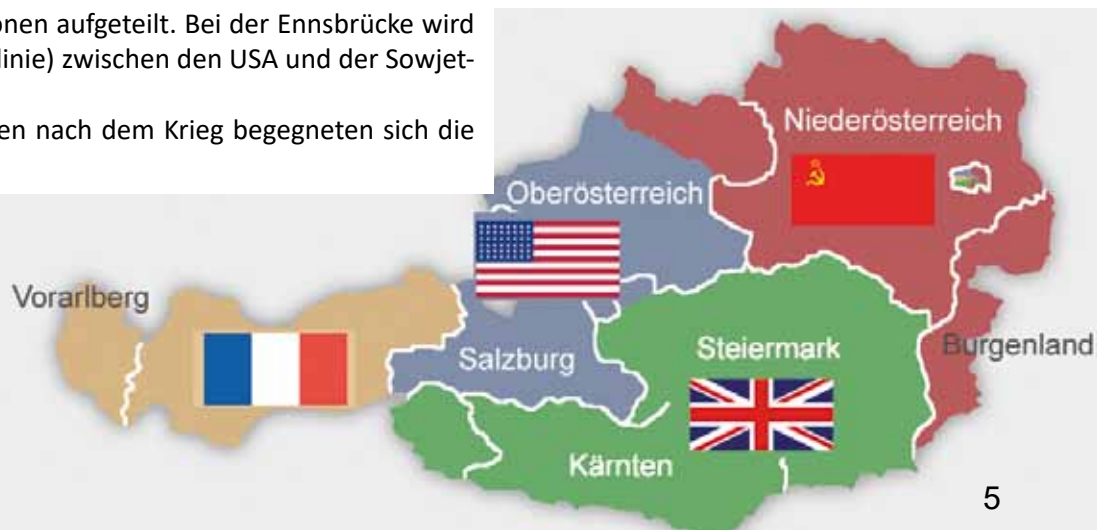 onen aufgeteilt. Bei der Ennsbrücke wird
linie) zwischen den USA und der Sowjet-
en nach dem Krieg begegneten sich die
Niederösterreich
Oberösterreich
Vorarlberg
Salzburg
Steiermark
Burgenland
Kärnten
5